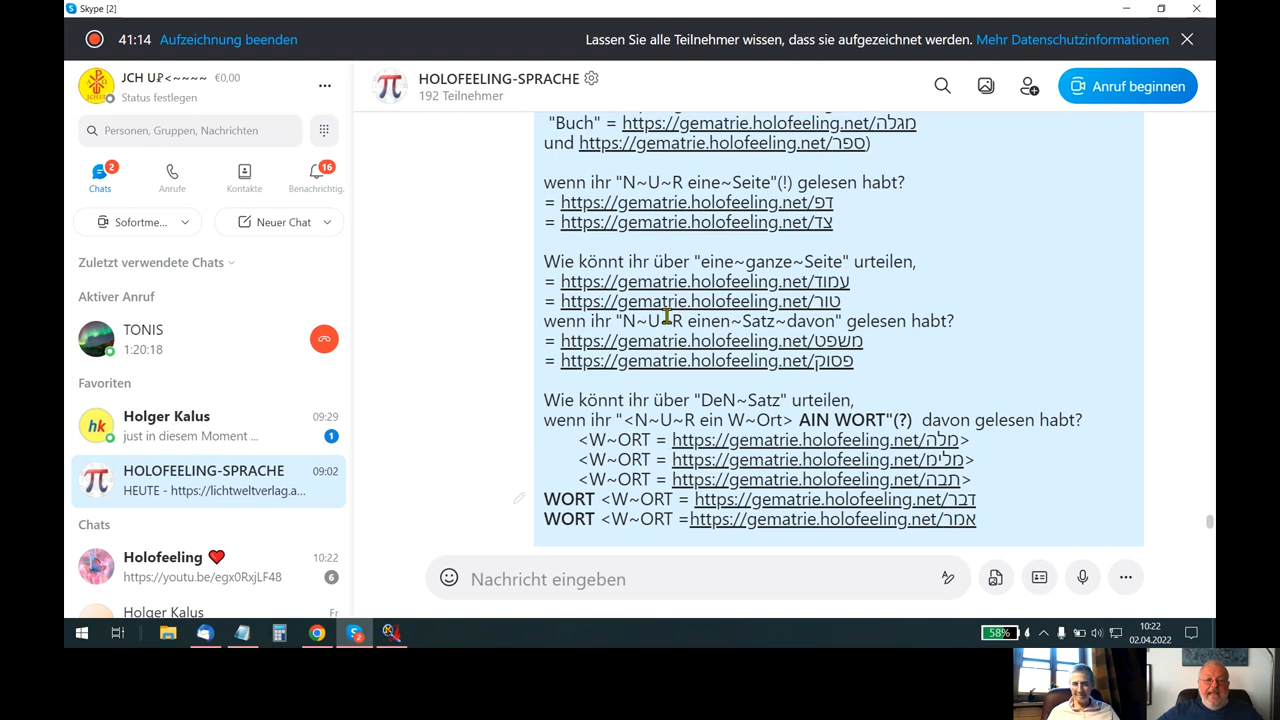 Skype [2]
41:14 Aufzeichnung beenden
Lassen Sie alle Teilnehmer wissen, dass sie aufgezeichnet werden. Mehr Datenschutzinformationen
€0,00
Status festlegen
Personen, Gruppen, Nachrichten
2
16
Chats
Anrufe
Kontakte
Benachrichtig.
Sofortme...
Neuer Chat
Zuletzt verwendete Chats
Aktiver Anruf
TONIS
1:20:18
Favoriten
Holger Kalus 09:29
just in diesem Moment ... 1
HOLOFEELING-SPRACHE 09:02
HEUTE - https://lichtweltverlag.a...
Chats
Holofeeling ❤ 10:22
https://youtu.be/egx0RxjLF48 6
Holger Kalus Fr
HOLOFEELING-SPRACHE
192 Teilnehmer
Anruf beginnen
"Buch" = https://gematrie.holofeeling.net/מגלה
und https://gematrie.holofeeling.net/ספר)
wenn ihr "N~U~R eine~Seite"(!) gelesen habt?
= https://gematrie.holofeeling.net/דפ
= https://gematrie.holofeeling.net/צד
Wie könnt ihr über "eine~ganze~Seite" urteilen,
= https://gematrie.holofeeling.net/עמוד
= https://gematrie.holofeeling.net/טור
wenn ihr "N~U~R einen~Satz~davon" gelesen habt?
= https://gematrie.holofeeling.net/משפט
= https://gematrie.holofeeling.net/פסוק
Wie könnt ihr über "DeN~Satz" urteilen,
wenn ihr "<N~U~R ein W~Ort> AIN WORT"(?) davon gelesen habt?
<W~ORT = https://gematrie.holofeeling.net/מלה>
<W~ORT = https://gematrie.holofeeling.net/מלימ>
<W~ORT = https://gematrie.holofeeling.net/תבה>
WORT <W~ORT = https://gematrie.holofeeling.net/דבר
WORT <W~ORT =https://gematrie.holofeeling.net/אמר
Nachricht eingeben
58%
10:22
02.04.2022